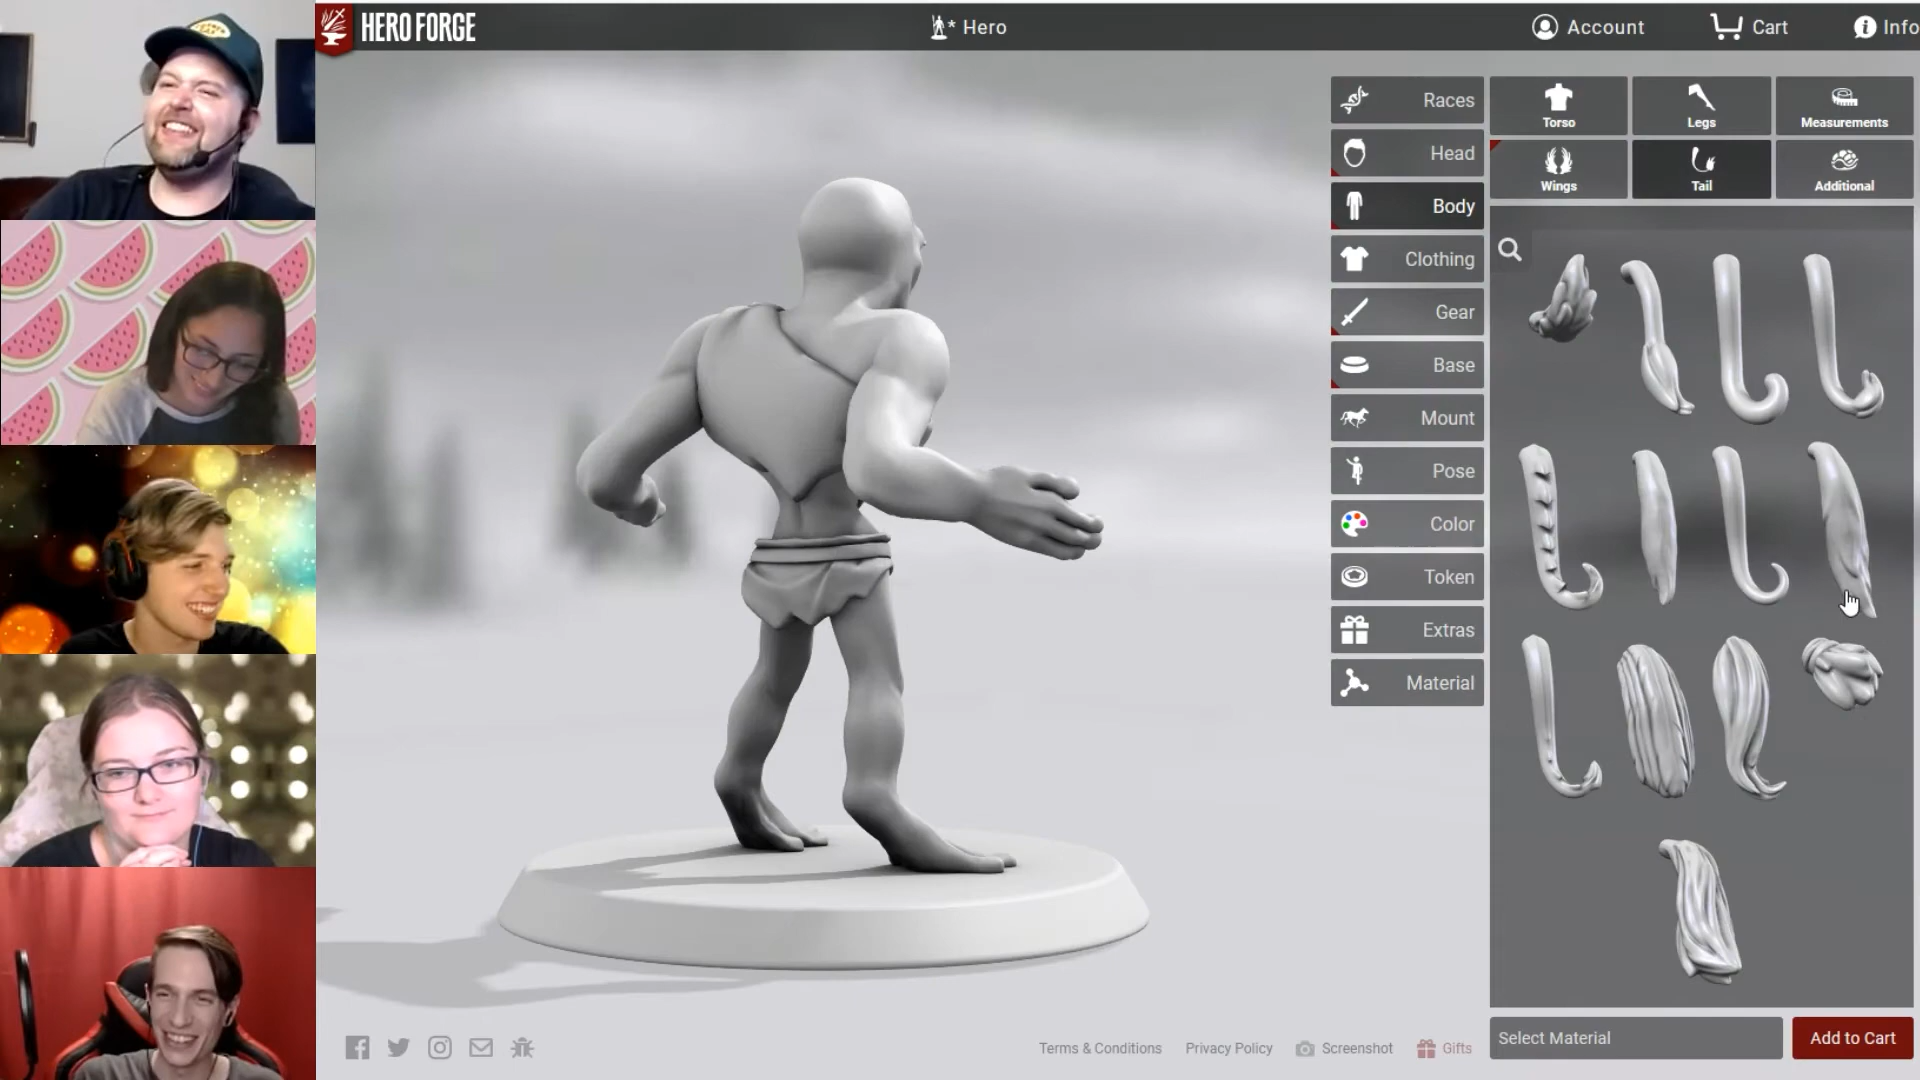 HERO FORGE
* Hero
Account
Cart
Info
Races
Head
Body
Clothing
Gear
Base
Mount
Pose
Color
Token
Extras
Material
Torso
Legs
Measurements
Wings
Tail
Additional
Terms & Conditions
Privacy Policy
Screenshot
Gifts
Select Material
Add to Cart